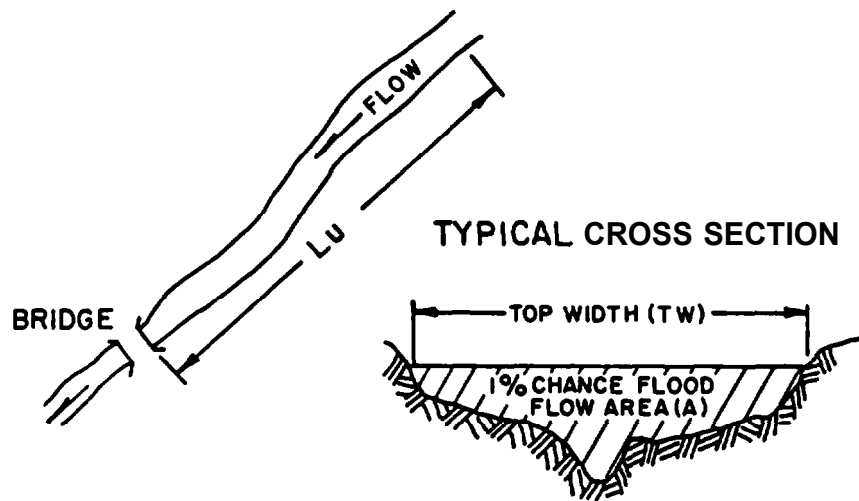 FLOW
Lu
TYPICAL CROSS SECTION
BRIDGE
TOP WIDTH (TW)
1% CHANCE FLOOD
FLOW AREA (A)